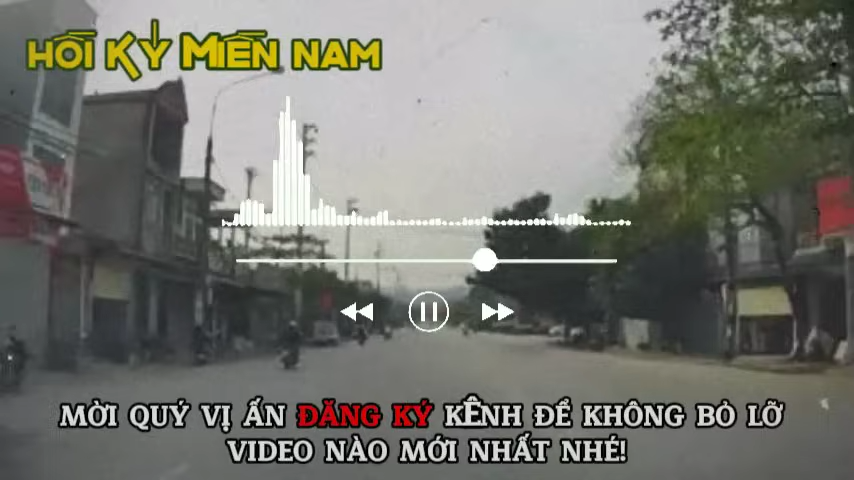 HỒI KÝ MIỀN NAM
MỜI QUÝ VỊ ẤN ĐĂNG KÝ KÊNH ĐỂ KHÔNG BỎ LỠ
VIDEO NÀO MỚI NHẤT NHÉ!